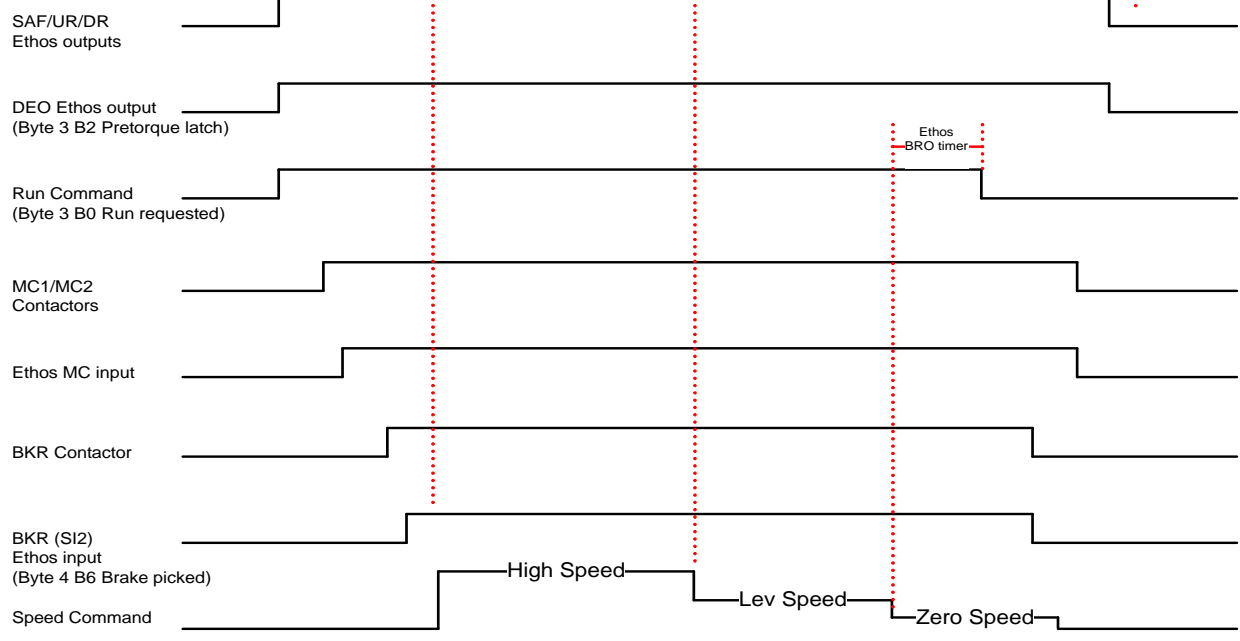 SAF/UR/DR
Ethos outputs
DEO Ethos output
(Byte 3 B2 Pretorque latch)
Ethos
BRO timer
Run Command
(Byte 3 B0 Run requested)
MC1/MC2
Contactors
Ethos MC input
BKR Contactor
BKR (SI2)
Ethos input
(Byte 4 B6 Brake picked)
High Speed
Lev Speed
Speed Command
Zero Speed